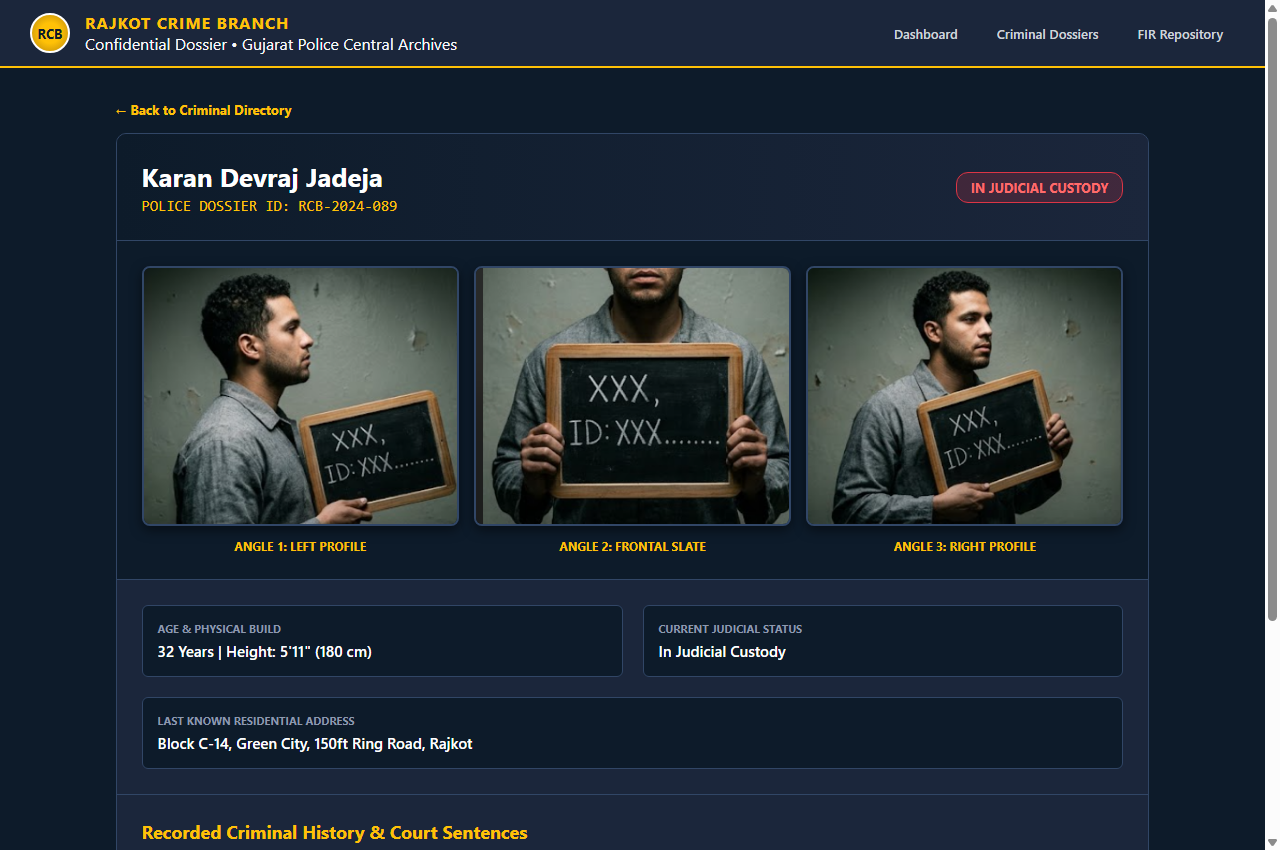 RCB
RAJKOT CRIME BRANCH
Confidential Dossier • Gujarat Police Central Archives
Dashboard
Criminal Dossiers
FIR Repository
← Back to Criminal Directory
Karan Devraj Jadeja
POLICE DOSSIER ID: RCB-2024-089
IN JUDICIAL CUSTODY
XXX,
ID:XXX........
XXX,
ID:XXX........
XXX,
ID:XXX........
ANGLE 1: LEFT PROFILE
ANGLE 2: FRONTAL SLATE
ANGLE 3: RIGHT PROFILE
AGE & PHYSICAL BUILD
32 Years | Height: 5'11" (180 cm)
CURRENT JUDICIAL STATUS
In Judicial Custody
LAST KNOWN RESIDENTIAL ADDRESS
Block C-14, Green City, 150ft Ring Road, Rajkot
Recorded Criminal History & Court Sentences